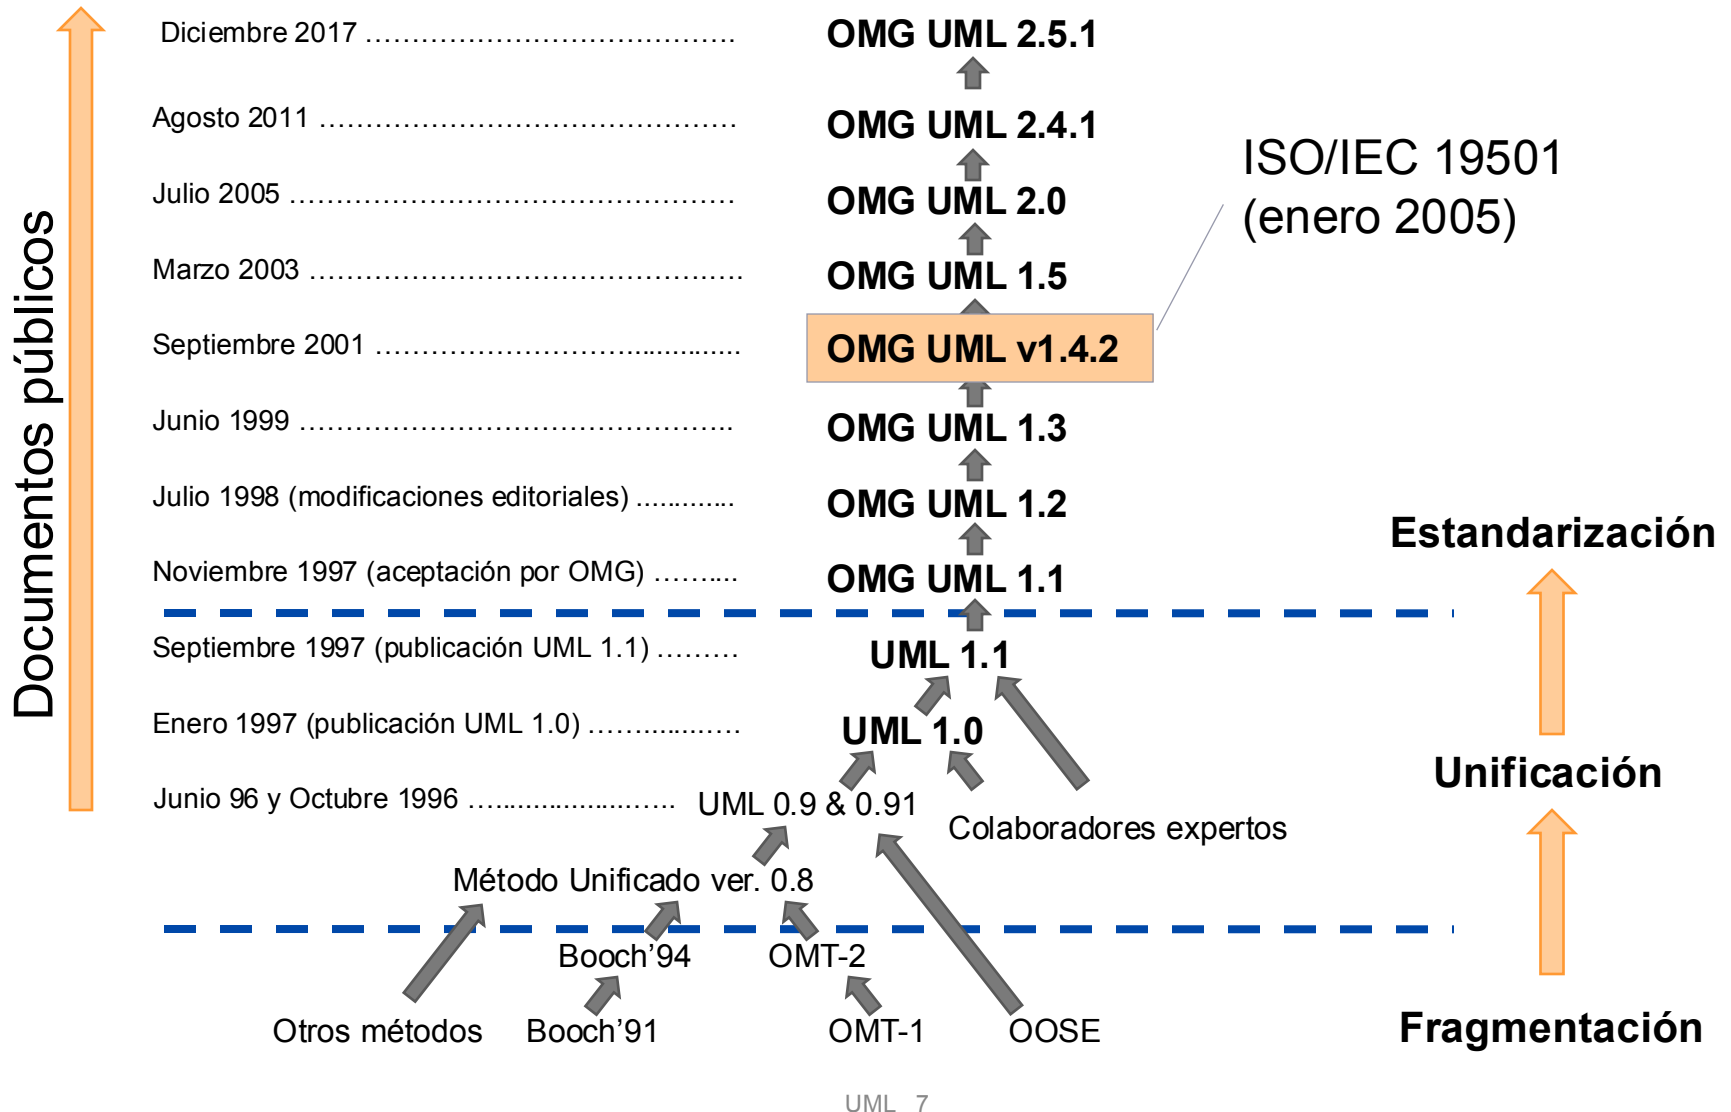 Diciembre 2017 ………………………………….
OMG UML 2.5.1
Agosto 2011 ………………………………………
OMG UML 2.4.1
ISO/IEC 19501
(enero 2005)
Julio 2005 …………………………………………
OMG UML 2.0
Marzo 2003 …………………………………….….
OMG UML 1.5
Septiembre 2001 ………………………..............
OMG UML v1.4.2
Documentos públicos
Junio 1999 ………………………………………..
OMG UML 1.3
Julio 1998 (modificaciones editoriales) .............
OMG UML 1.2
Estandarización
Noviembre 1997 (aceptación por OMG) ……....
OMG UML 1.1
Septiembre 1997 (publicación UML 1.1) ………
UML 1.1
Enero 1997 (publicación UML 1.0) ……........….
UML 1.0
Unificación
Junio 96 y Octubre 1996 ….....................…..
UML 0.9 & 0.91
Colaboradores expertos
Método Unificado ver. 0.8
Booch’94
OMT-2
Otros métodos
Booch’91
OMT-1
OOSE
Fragmentación
UML 7